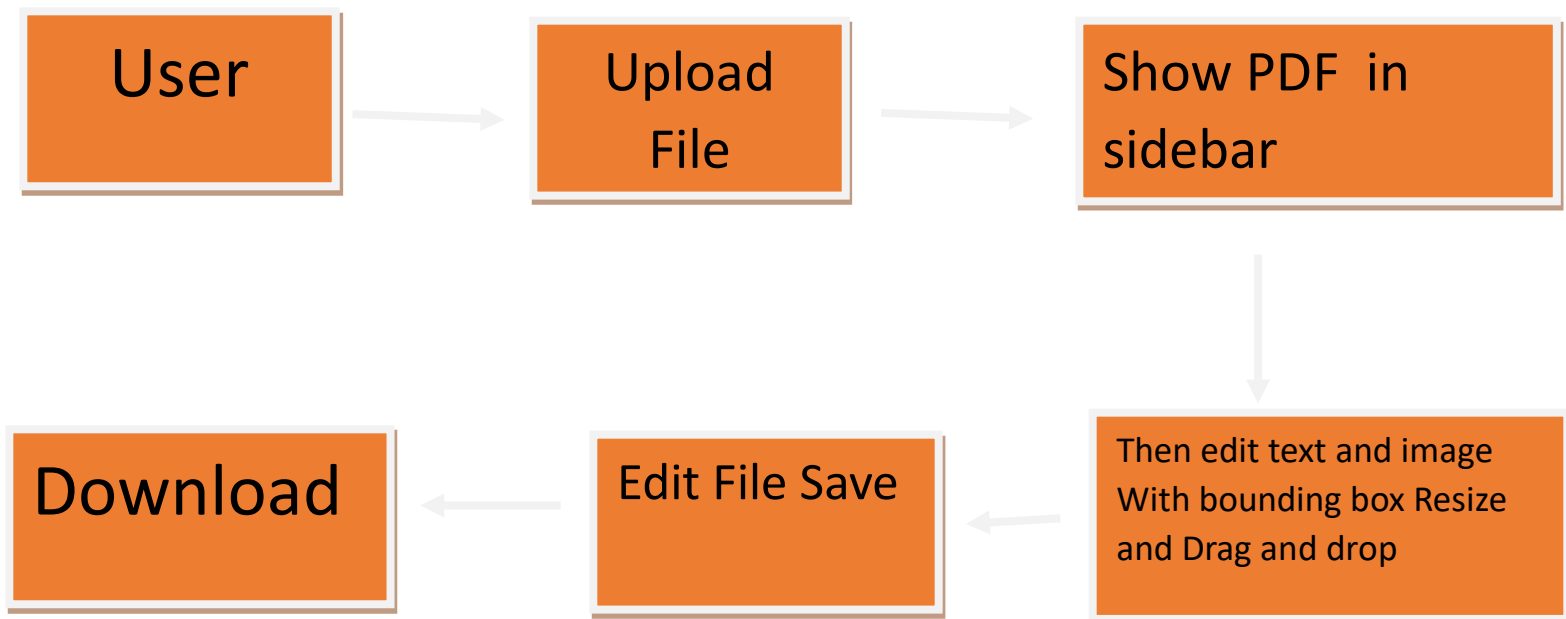 User
Upload
File
Show PDF  in
sidebar
Then edit text and image
With bounding box Resize
and Drag and drop
Edit File Save
Download